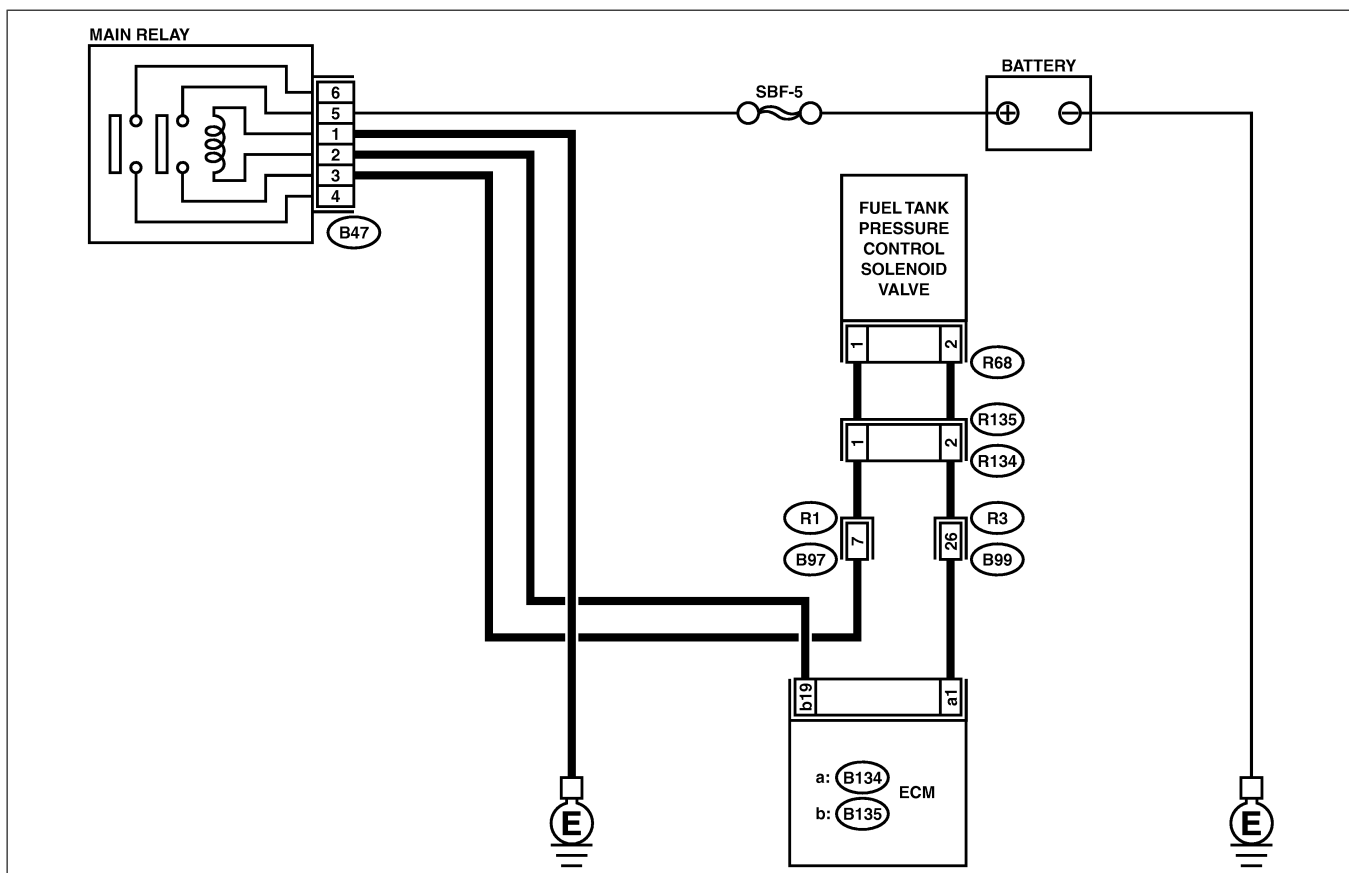 MAIN RELAY
BATTERY
SBF-5
6
5
1
2
3
4
B47
FUEL TANK
PRESSURE
CONTROL
SOLENOID
VALVE
1 2
R68
R135
1 2
R134
R1
7
B97
R3
26
B99
b19 a1
a: B134
b: B135
ECM
E
E